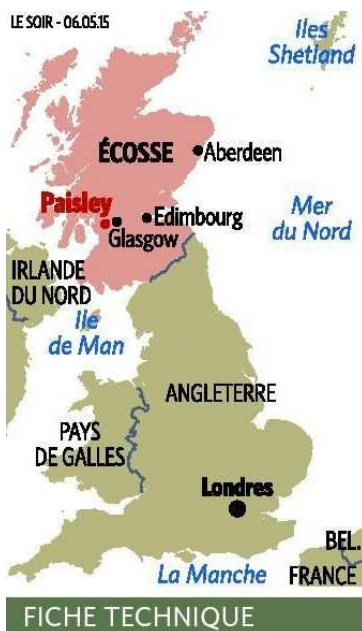 LE SOIR - 06.05.15
Iles
Shetland
ÉCOSSE
Aberdeen
Paisley
Edimbourg
Glasgow
Mer
du Nord
IRLANDE
DU NORD
Ile
de Man
ANGLETERRE
PAYS
DE GALLES
Londres
BEL.
La Manche
FRANCE
FICHE TECHNIQUE